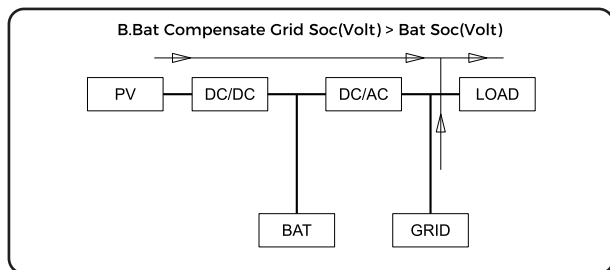 B.Bat Compensate Grid Soc(Volt) > Bat Soc(Volt)
PV DC/DC DC/AC LOAD
BAT GRID